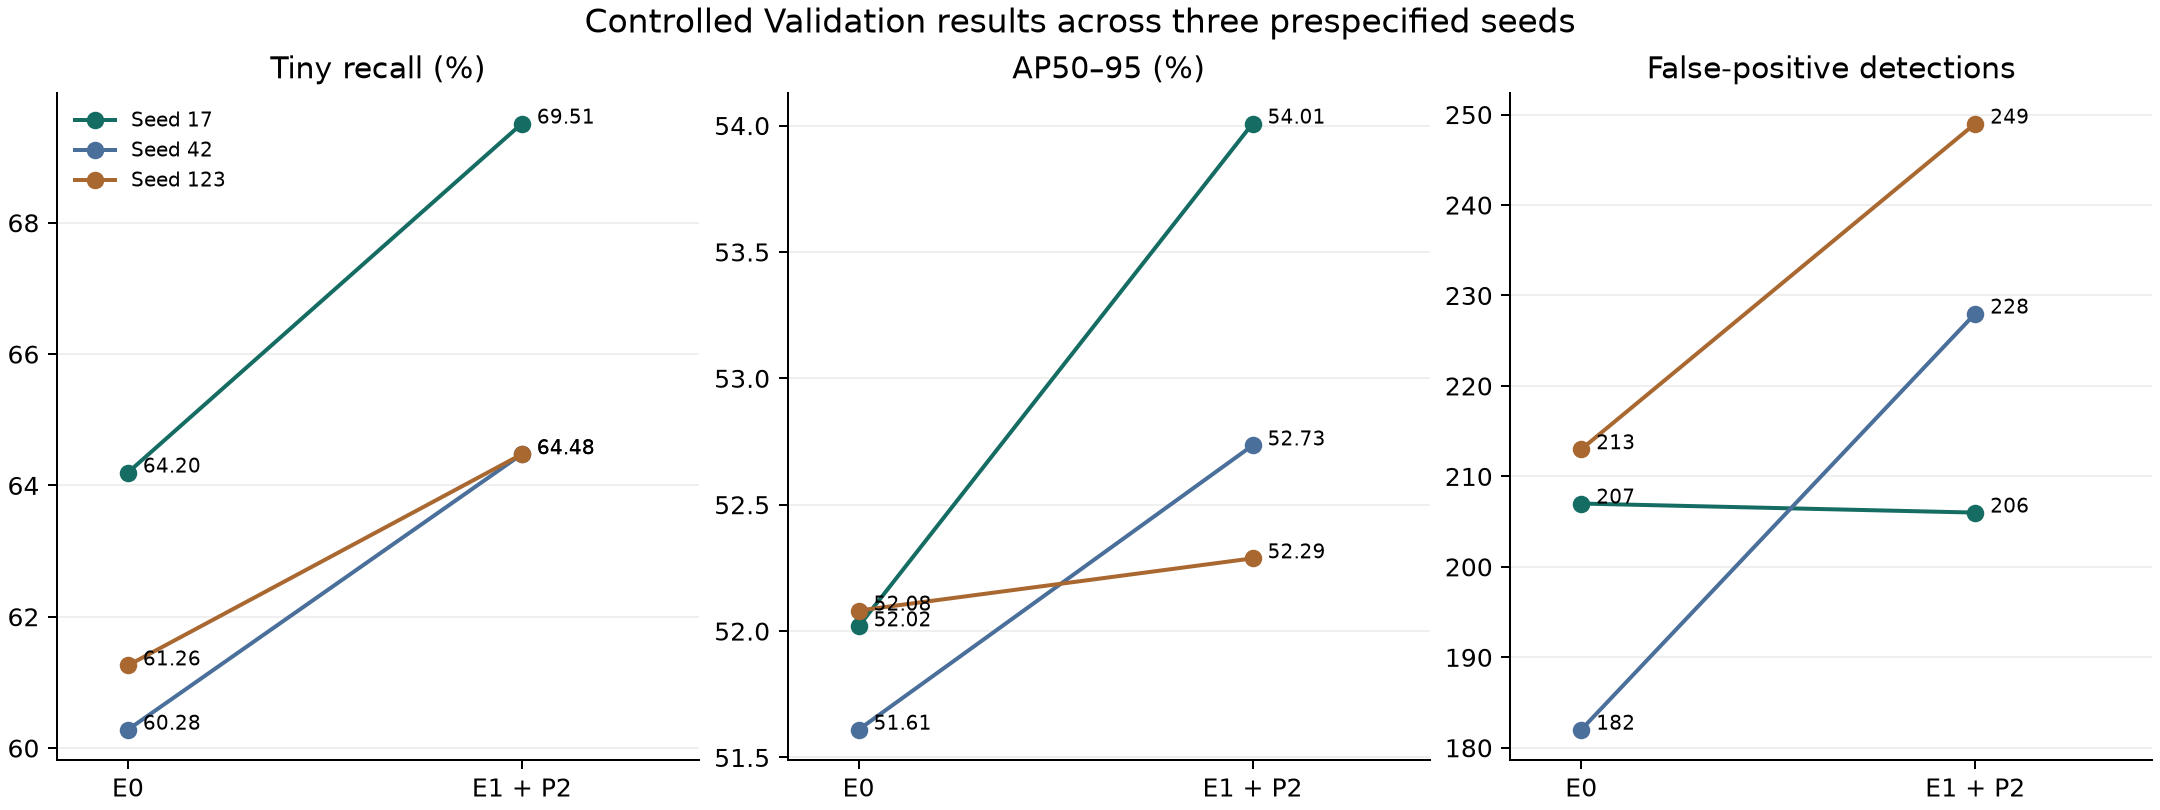 Controlled Validation results across three prespecified seeds
Tiny recall (%)
Seed 17
Seed 42
Seed 123
68
66
64
62
60
69.51
64.48
64.48
64.20
61.26
60.28
E0
E1 + P2
AP50–95 (%)
54.0
53.5
53.0
52.5
52.0
51.5
54.01
52.73
52.29
52.08
52.02
51.61
E0
E1 + P2
False-positive detections
250
240
230
220
210
200
190
180
249
228
213
207
206
182
E0
E1 + P2